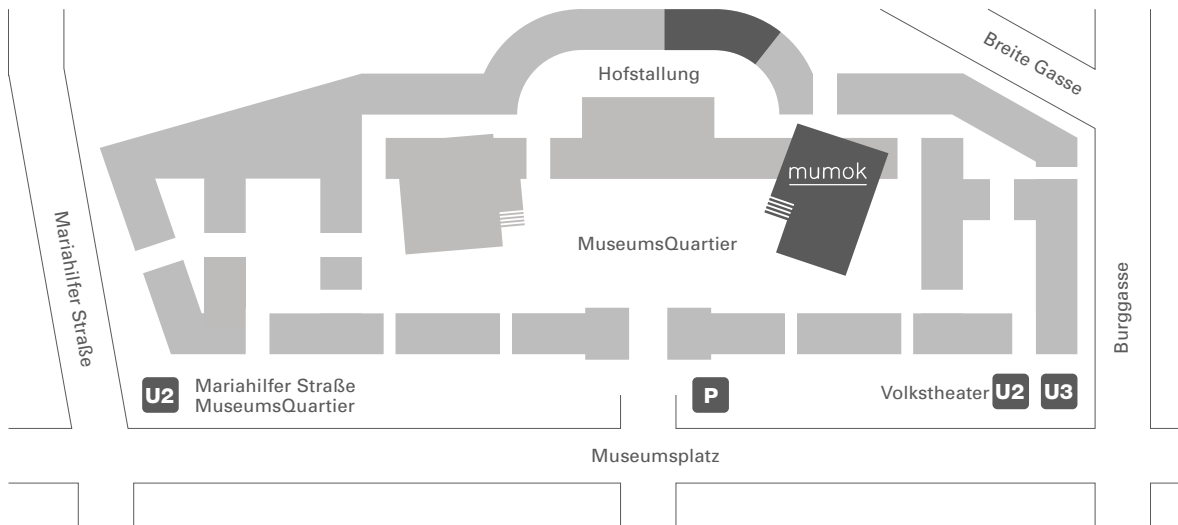 Breite Gasse
Hofstallung
mumok
Mariahilfer Straße
MuseumsQuartier
Burggasse
U2
Mariahilfer Straße
MuseumsQuartier
P
Volkstheater U2 U3
Museumsplatz